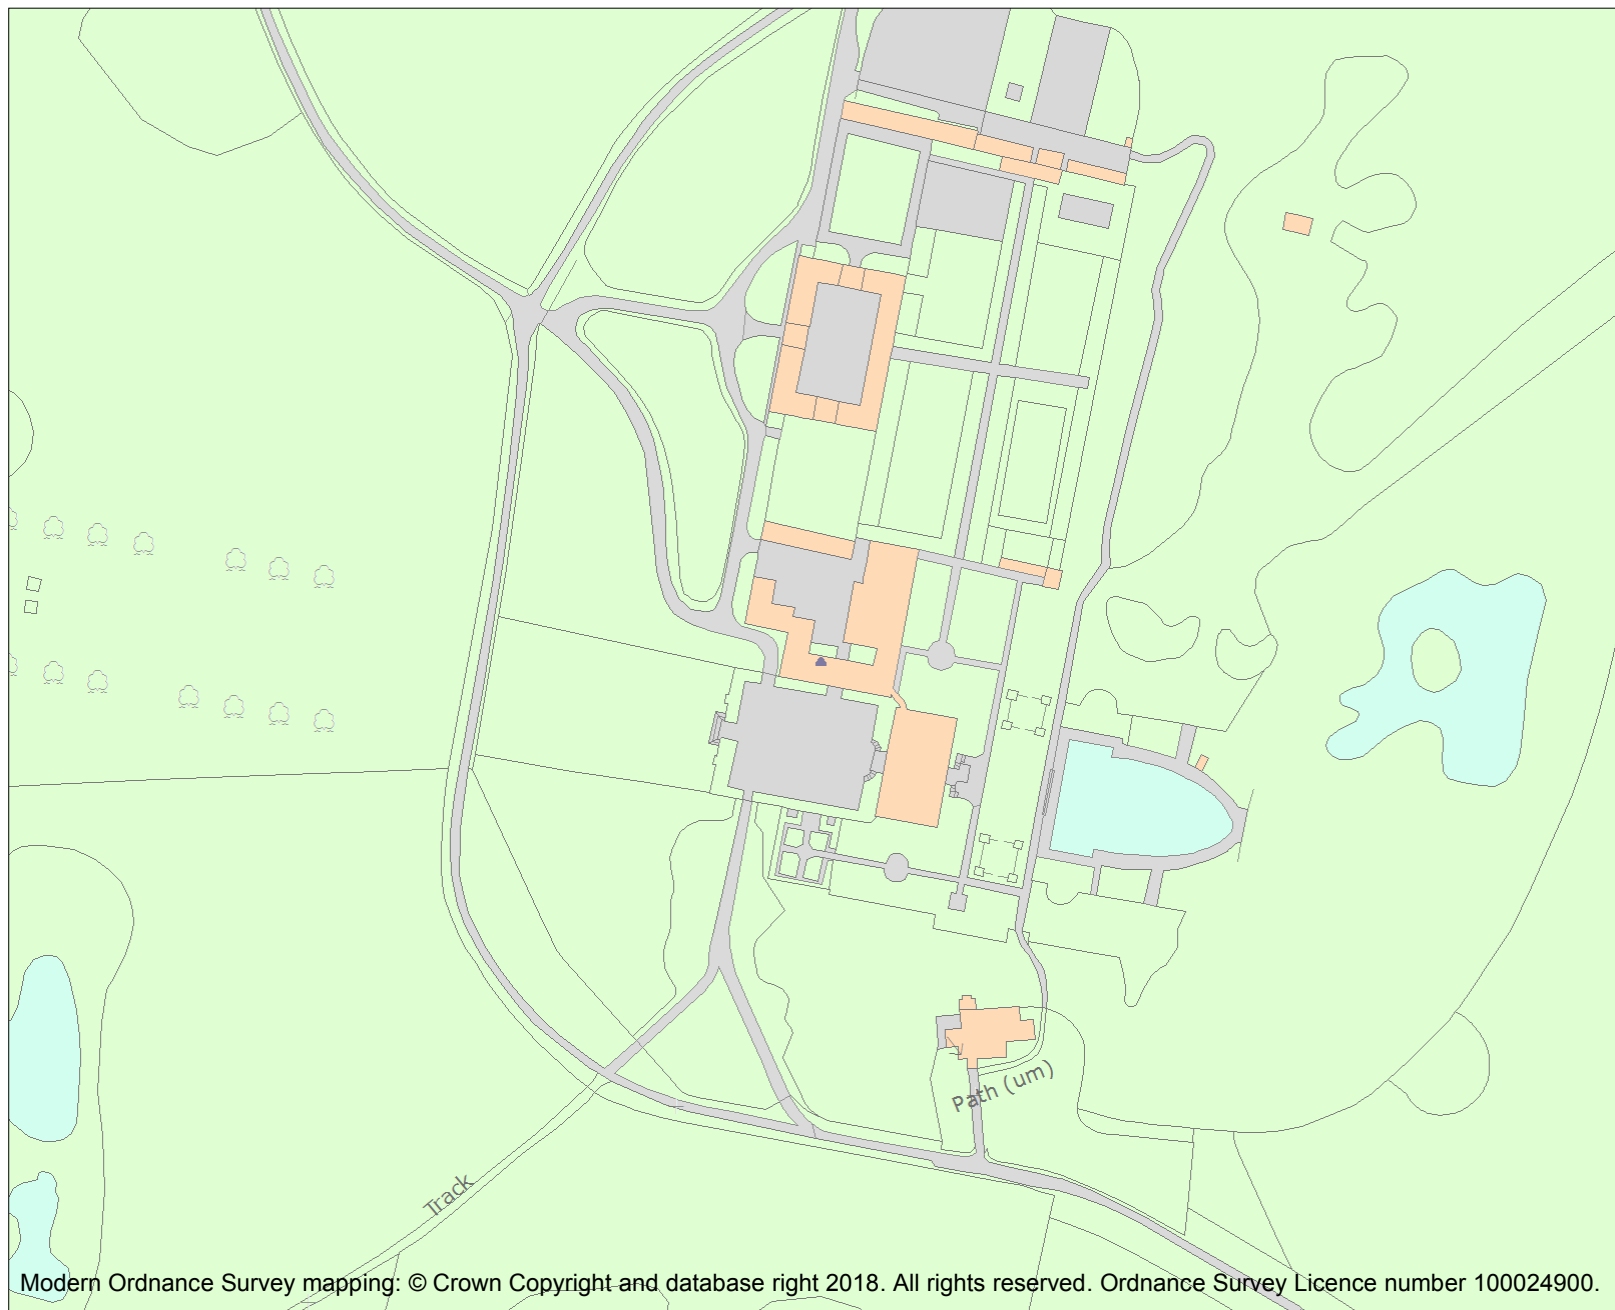 Path (um)
Track
Modern Ordnance Survey mapping: © Crown Copyright and database right 2018. All rights reserved. Ordnance Survey Licence number 100024900.